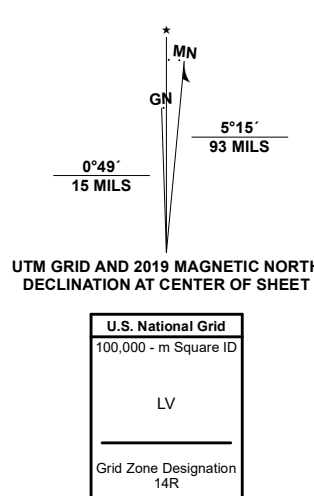 ★
MN
GN
5°15´
93 MILS
0°49´
15 MILS
UTM GRID AND 2019 MAGNETIC NORTH
DECLINATION AT CENTER OF SHEET
U.S. National Grid
100,000 - m Square ID
LV
Grid Zone Designation
14R